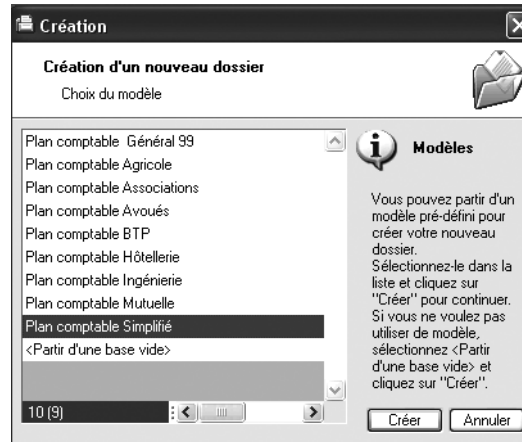 Création
Création d'un nouveau dossier
Choix du modèle
Plan comptable Général 99
Plan comptable Agricole
Plan comptable Associations
Plan comptable Avoués
Plan comptable BTP
Plan comptable Hôtellerie
Plan comptable Ingénierie
Plan comptable Mutuelle
Plan comptable Simplifié
<Partir d'une base vide>
10 (9)
Modèles
Vous pouvez partir d'un
modèle pré-défini pour
créer votre nouveau
dossier.
Sélectionnez-le dans la
liste et cliquez sur
"Créer" pour continuer.
Si vous ne voulez pas
utiliser de modèle,
sélectionnez <Partir
d'une base vide> et
cliquez sur "Créer".
Créer
Annuler